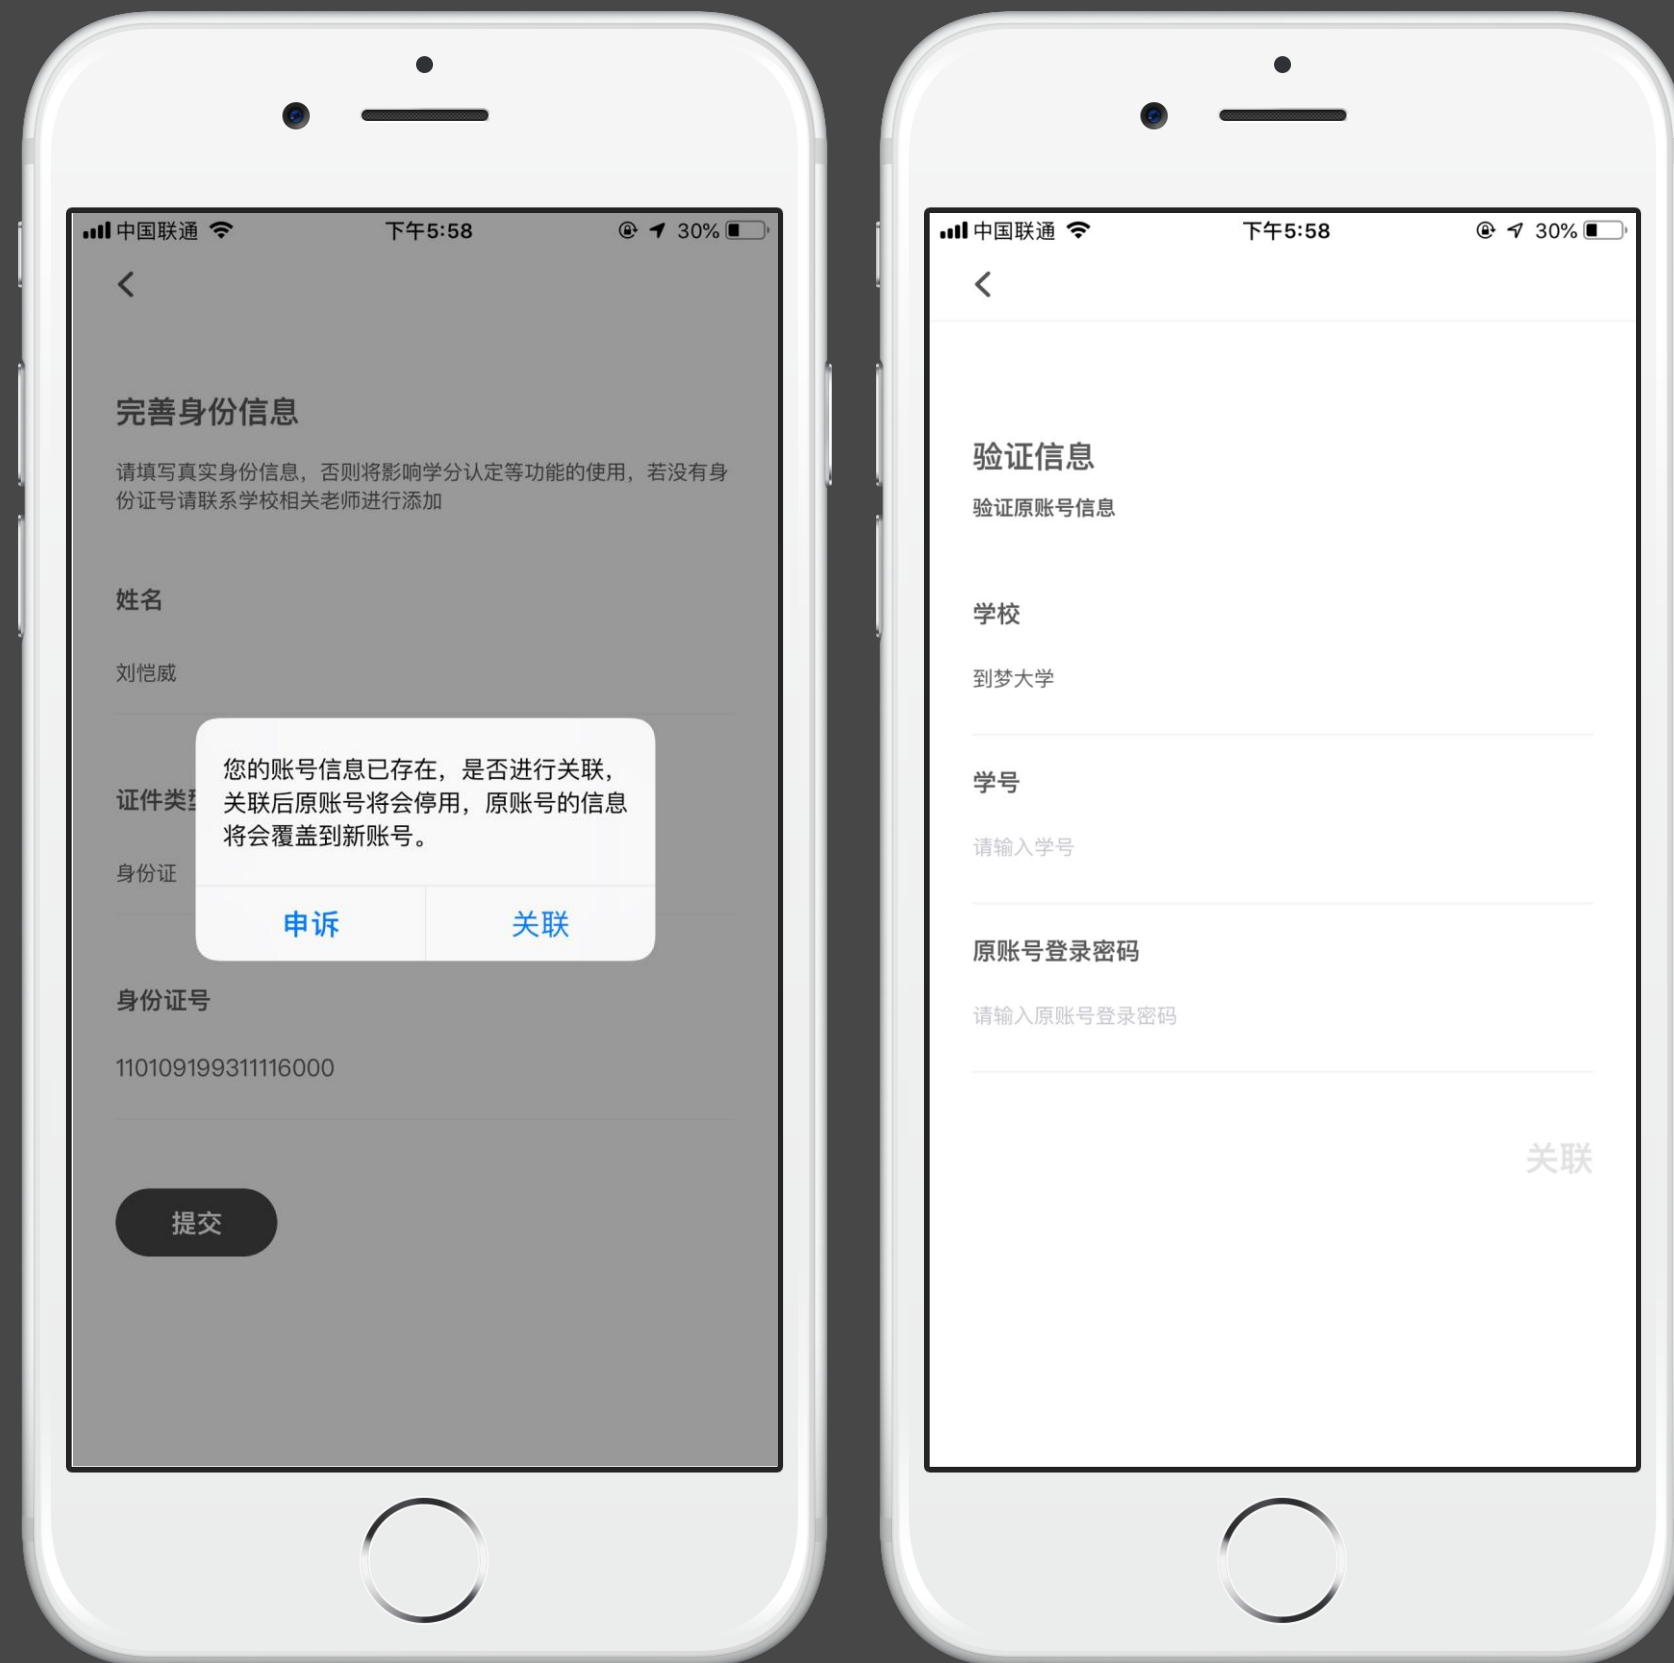 中国联通
下午5:58
30%
完善身份信息
请填写真实身份信息，否则将影响学分认定等功能的使用，若没有身
份证号请联系学校相关老师进行添加
姓名
刘恺威
您的账号信息已存在，是否进行关联，
关联后原账号将会停用，原账号的信息
将会覆盖到新账号。
申诉
关联
证件类型
身份证
身份证号
110109199311116000
提交
中国联通
下午5:58
30%
验证信息
验证原账号信息
学校
到梦大学
学号
请输入学号
原账号登录密码
请输入原账号登录密码
关联